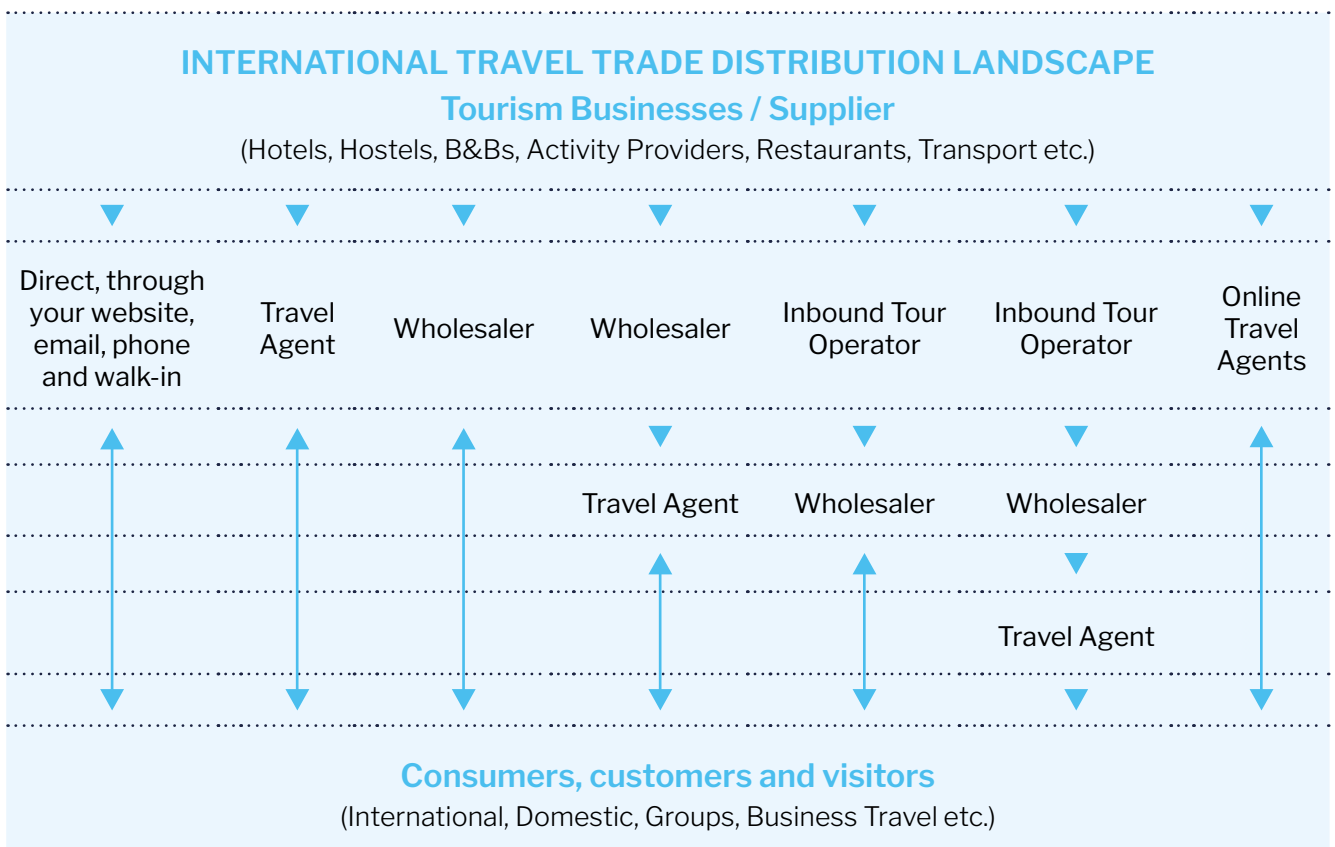 INTERNATIONAL TRAVEL TRADE DISTRIBUTION LANDSCAPE
Tourism Businesses / Supplier
(Hotels, Hostels, B&Bs, Activity Providers, Restaurants, Transport etc.)
Direct, through
your website,
email, phone
and walk-in
Travel
Agent
Wholesaler
Wholesaler
Inbound Tour
Operator
Inbound Tour
Operator
Online
Travel
Agents
Travel Agent
Wholesaler
Wholesaler
Travel Agent
Consumers, customers and visitors
(International, Domestic, Groups, Business Travel etc.)